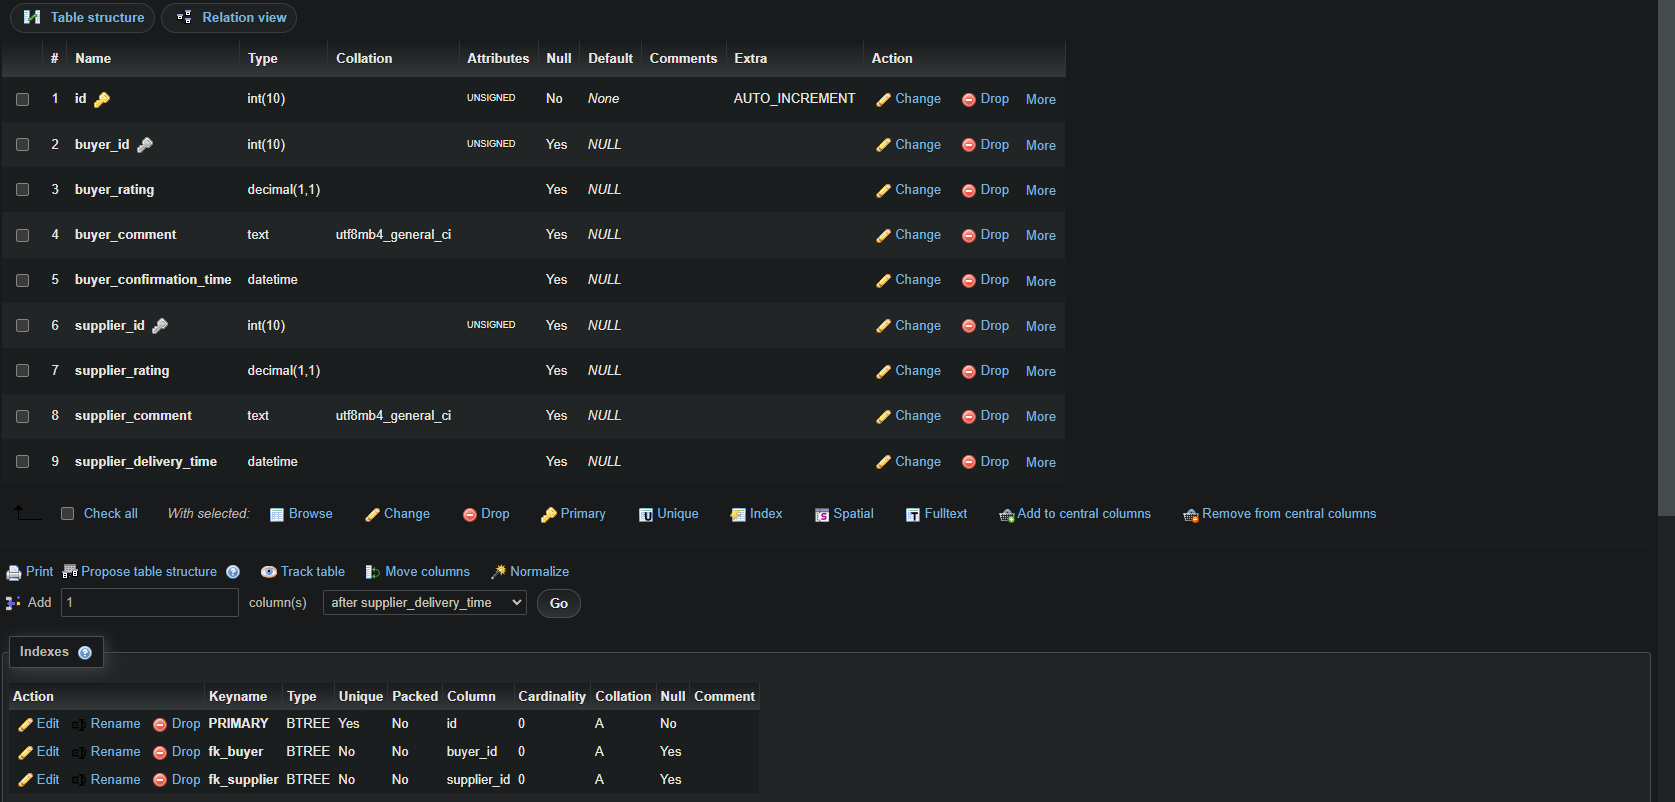 Table structure Relation view
# Name Type Collation Attributes Null Default Comments Extra Action
1 id int(10) UNSIGNED No None AUTO_INCREMENT Change Drop More
2 buyer_id int(10) UNSIGNED Yes NULL Change Drop More
3 buyer_rating decimal(1,1) Yes NULL Change Drop More
4 buyer_comment text utf8mb4_general_ci Yes NULL Change Drop More
5 buyer_confirmation_time datetime Yes NULL Change Drop More
6 supplier_id int(10) UNSIGNED Yes NULL Change Drop More
7 supplier_rating decimal(1,1) Yes NULL Change Drop More
8 supplier_comment text utf8mb4_general_ci Yes NULL Change Drop More
9 supplier_delivery_time datetime Yes NULL Change Drop More
Check all With selected: Browse Change Drop Primary Unique Index Spatial Fulltext Add to central columns Remove from central columns
Print Propose table structure Track table Move columns Normalize
Add 1 column(s) after supplier_delivery_time Go
Indexes
Action Keyname Type Unique Packed Column Cardinality Collation Null Comment
Edit Rename Drop PRIMARY BTREE Yes No id 0 A No
Edit Rename Drop fk_buyer BTREE No No buyer_id 0 A Yes
Edit Rename Drop fk_supplier BTREE No No supplier_id 0 A Yes